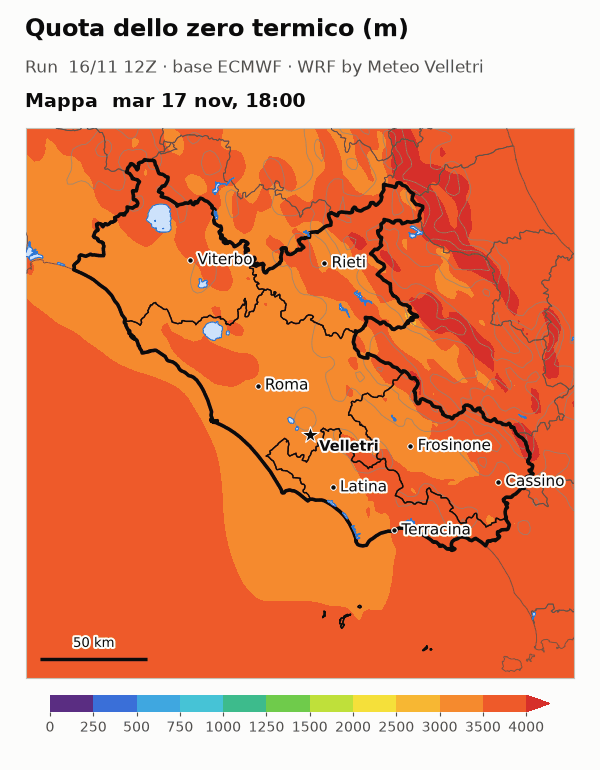 Quota dello zero termico (m)
Run  16/11 12Z · base ECMWF · WRF by Meteo Velletri
Mappa  mar 17 nov, 18:00
Viterbo
Rieti
Roma
Velletri
Frosinone
Cassino
Latina
Terracina
50 km
0 250 500 750 1000 1250 1500 2000 2500 3000 3500 4000